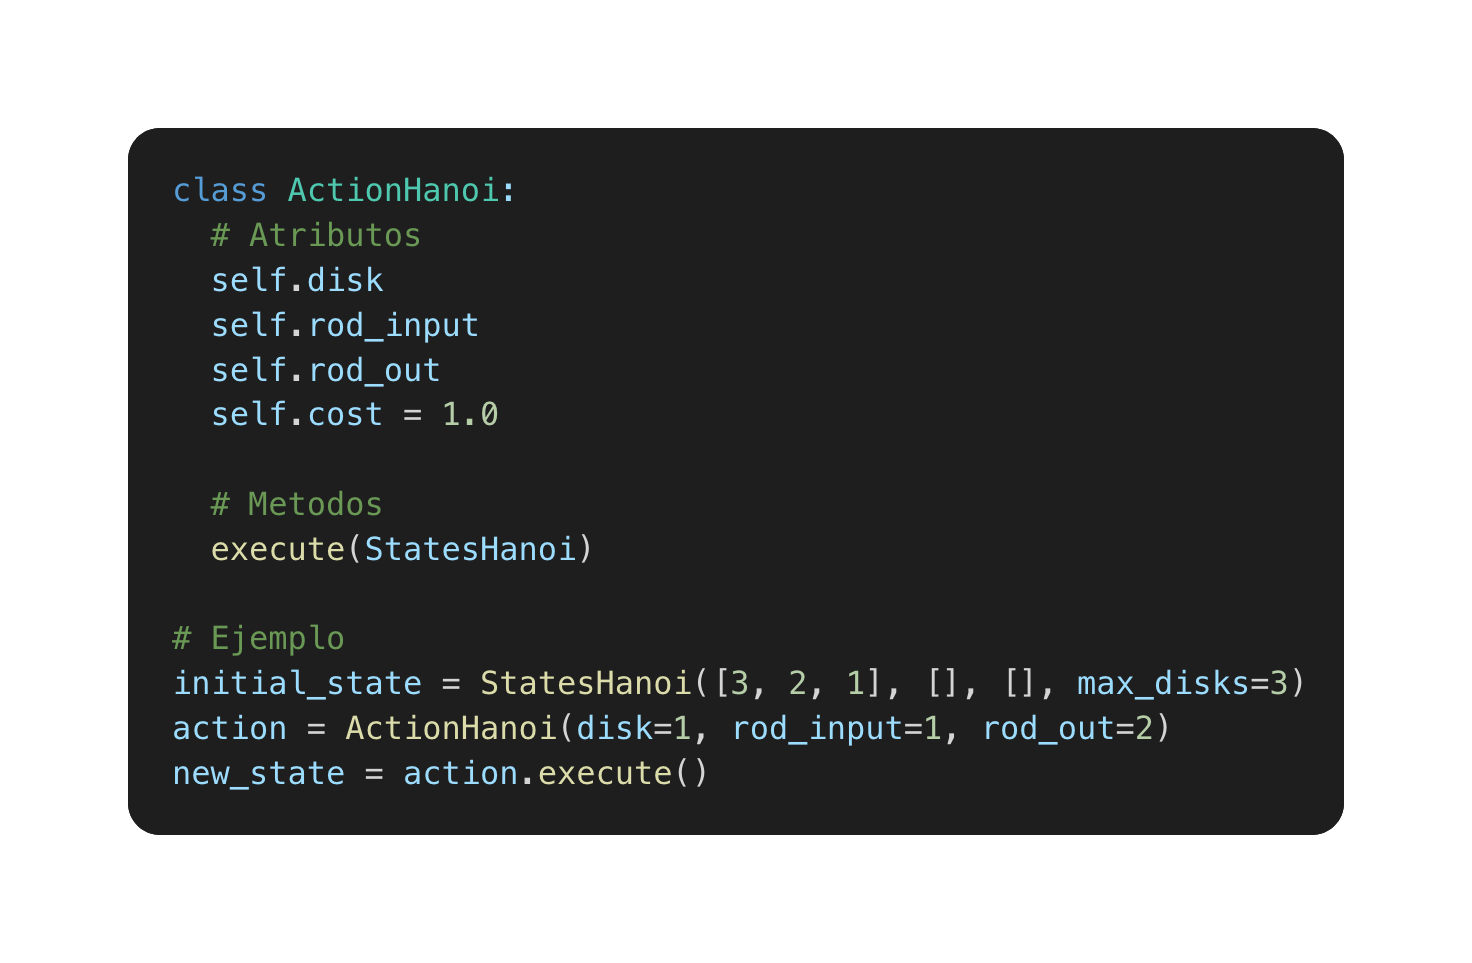 class ActionHanoi:
  # Atributos
  self.disk
  self.rod_input
  self.rod_out
  self.cost = 1.0

  # Metodos
  execute(StatesHanoi)

# Ejemplo
initial_state = StatesHanoi([3, 2, 1], [], [], max_disks=3)
action = ActionHanoi(disk=1, rod_input=1, rod_out=2)
new_state = action.execute()